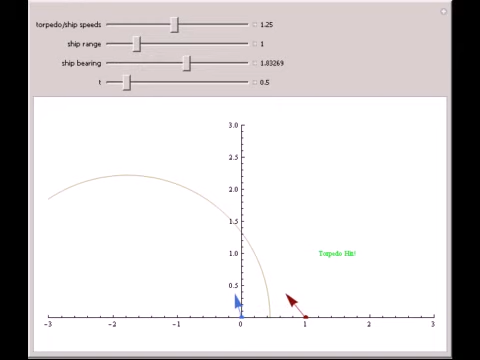 torpedo/ship speeds 1.25
ship range 1
ship bearing 1.83269
t 0.5
3.0
2.5
2.0
1.5
1.0
Torpedo Hit!
0.5
-3 -2 -1 0 1 2 3